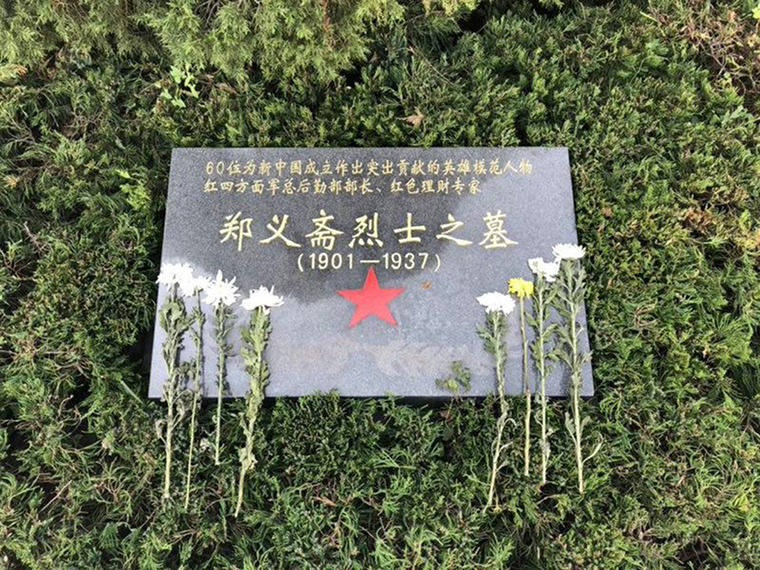 60位为新中国成立作出突出贡献的英雄模范人物
红四方面军总后勤部部长、红色理财专家
郑义斋烈士之墓
(1901—1937)